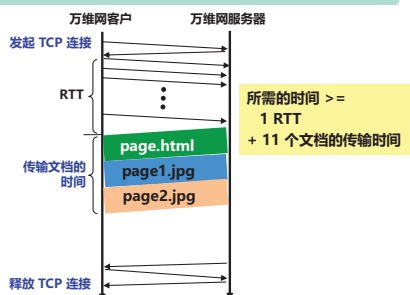 万维网客户
万维网服务器
发起 TCP 连接
RTT
所需的时间 >=
1 RTT
+ 11 个文档的传输时间
page.html
传输文档的
时间
page1.jpg
page2.jpg
释放 TCP 连接